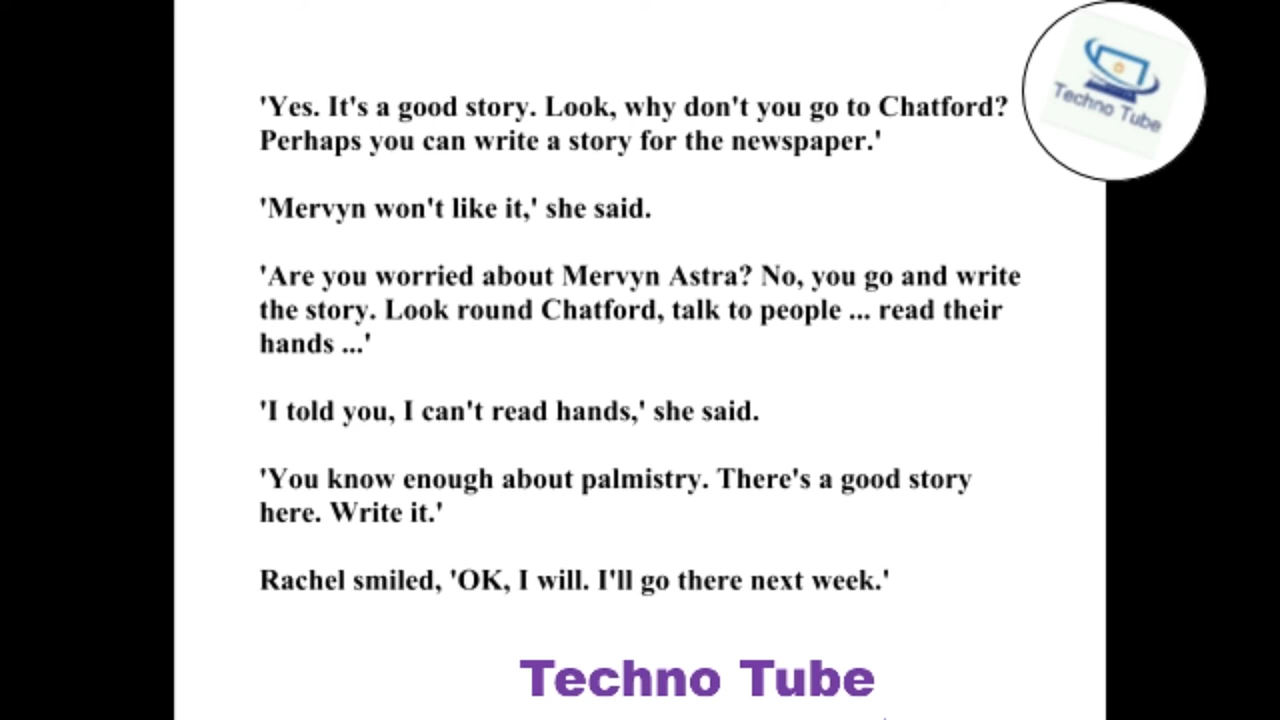 'Yes. It's a good story. Look, why don't you go to Chatford?
Perhaps you can write a story for the newspaper.'
'Mervyn won't like it,' she said.
'Are you worried about Mervyn Astra? No, you go and write
the story. Look round Chatford, talk to people ... read their
hands ...'
'I told you, I can't read hands,' she said.
'You know enough about palmistry. There's a good story
here. Write it.'
Rachel smiled, 'OK, I will. I'll go there next week.'
Techno Tube
Techno Tube